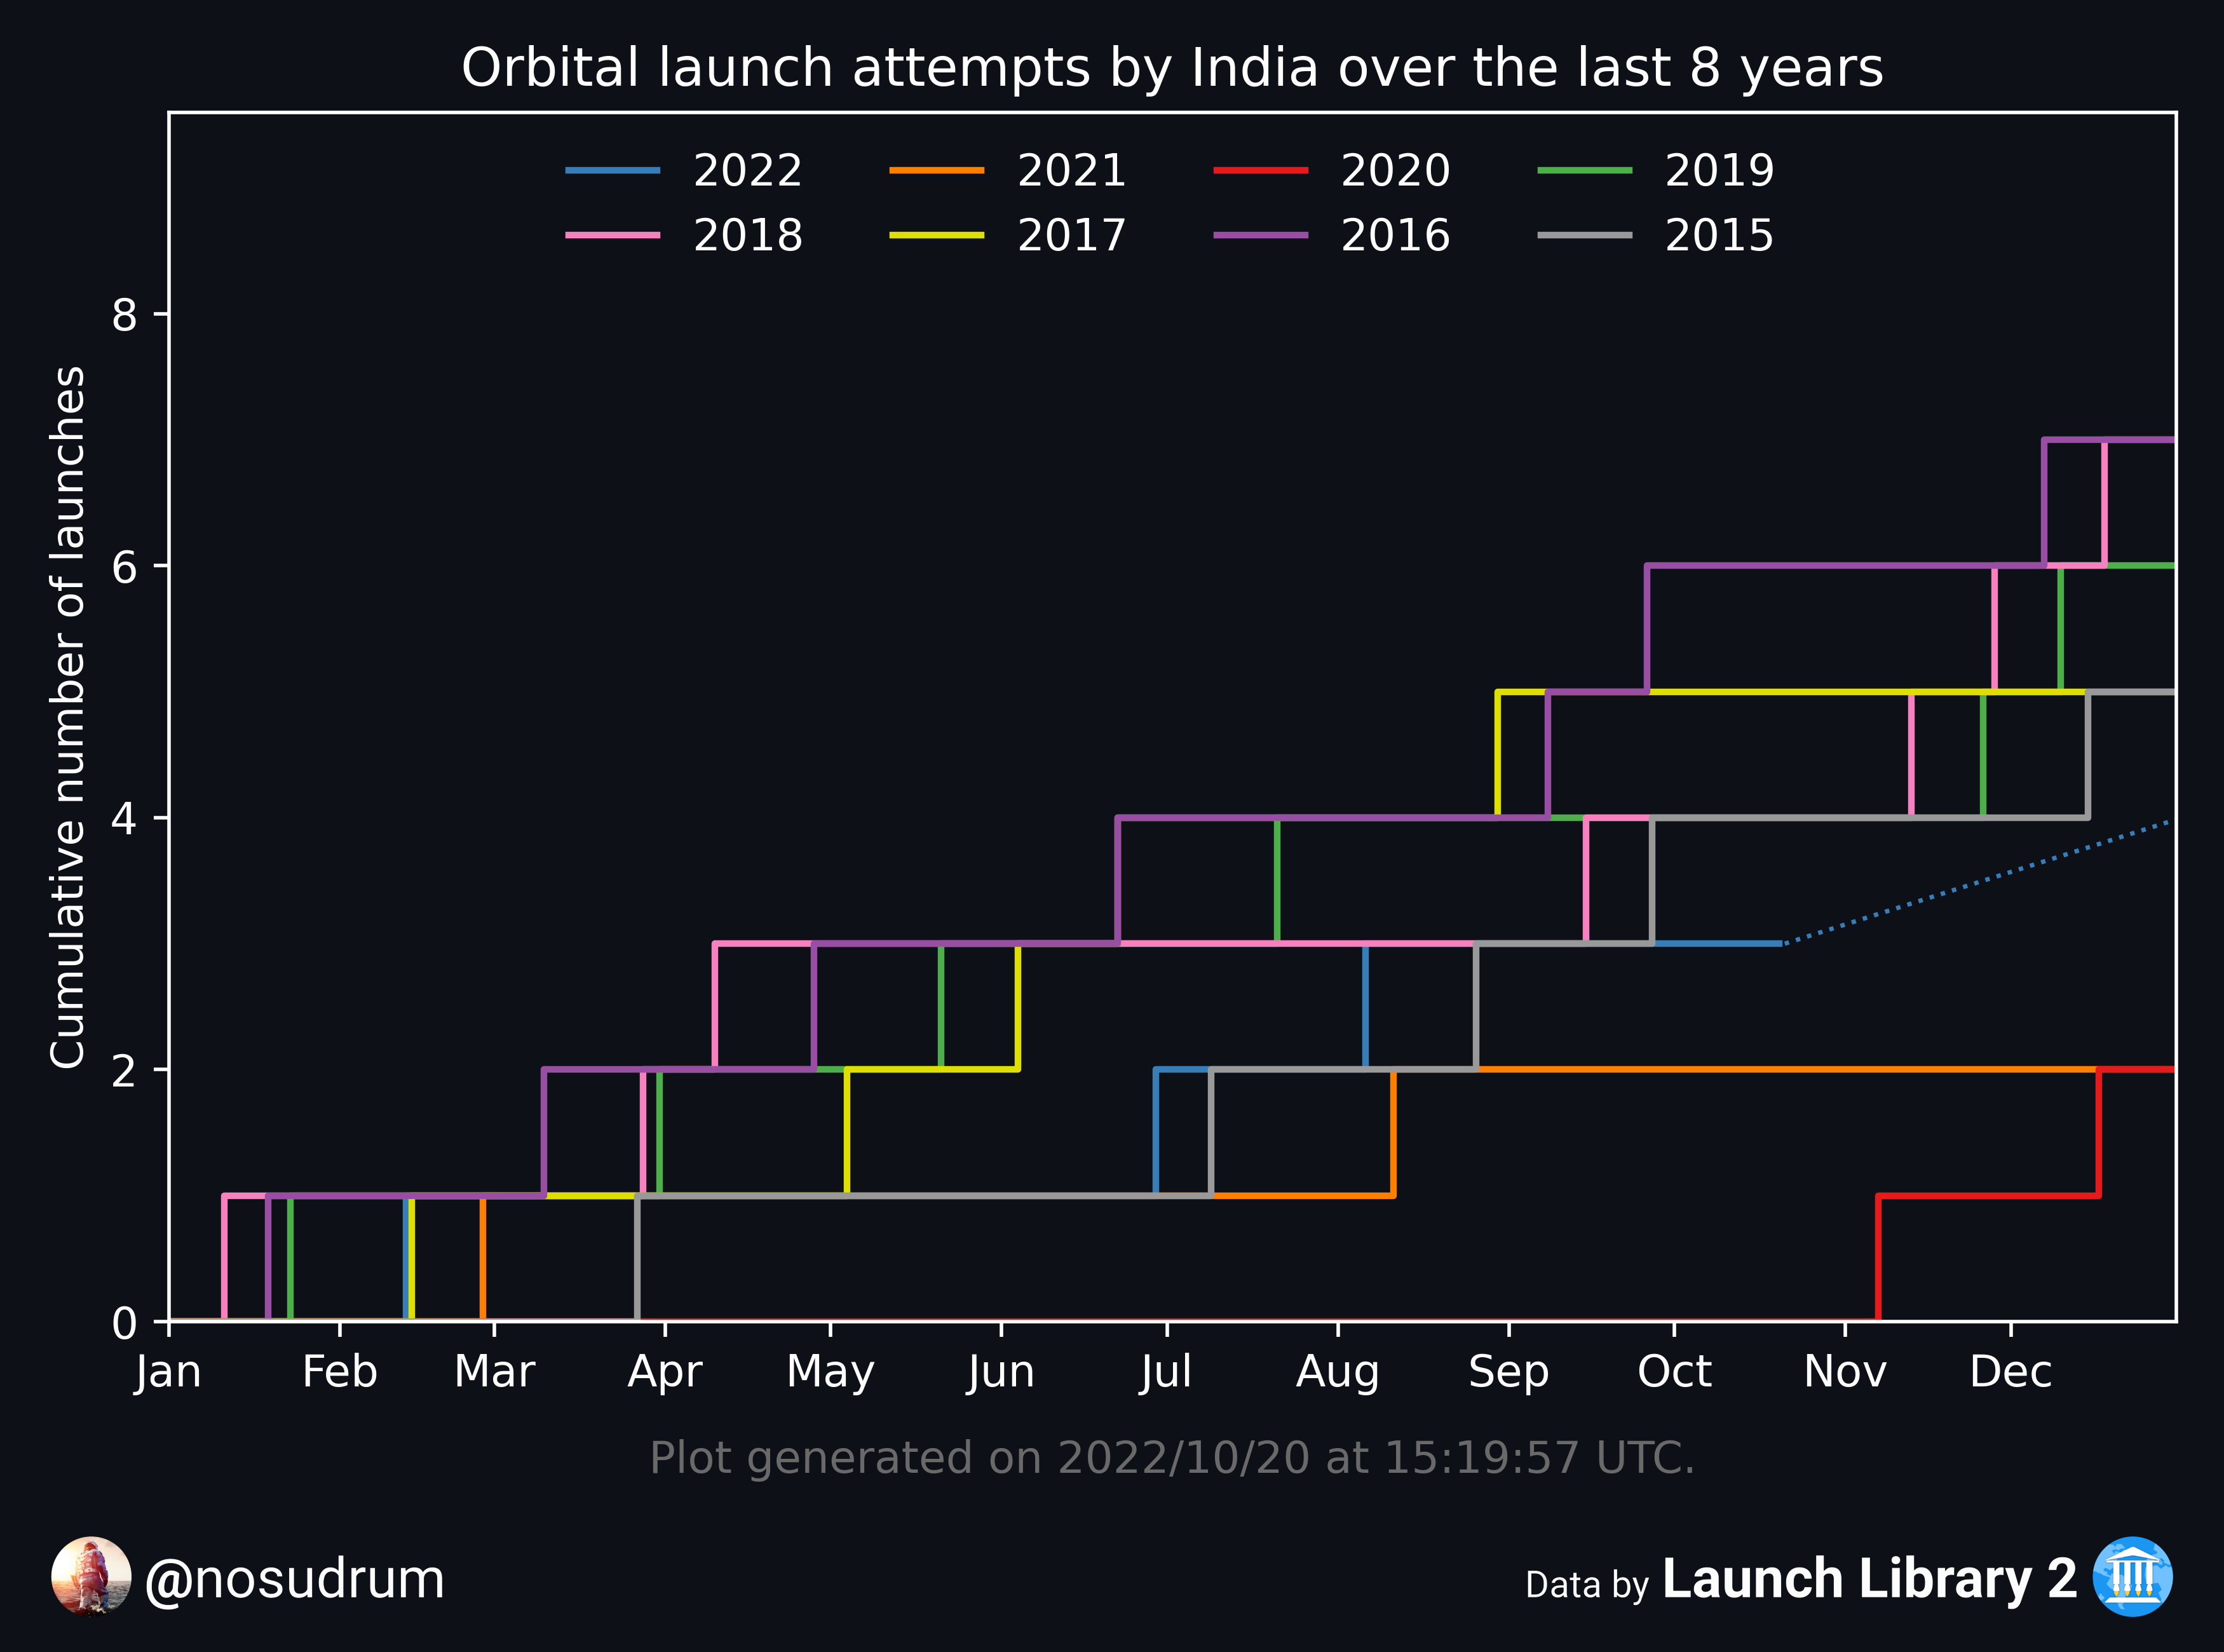 Orbital launch attempts by India over the last 8 years
2022 2021 2020 2019
2018 2017 2016 2015
Cumulative number of launches
8
6
4
2
0
Jan Feb Mar Apr May Jun Jul Aug Sep Oct Nov Dec
Plot generated on 2022/10/20 at 15:19:57 UTC.
@nosudrum
Data by Launch Library 2